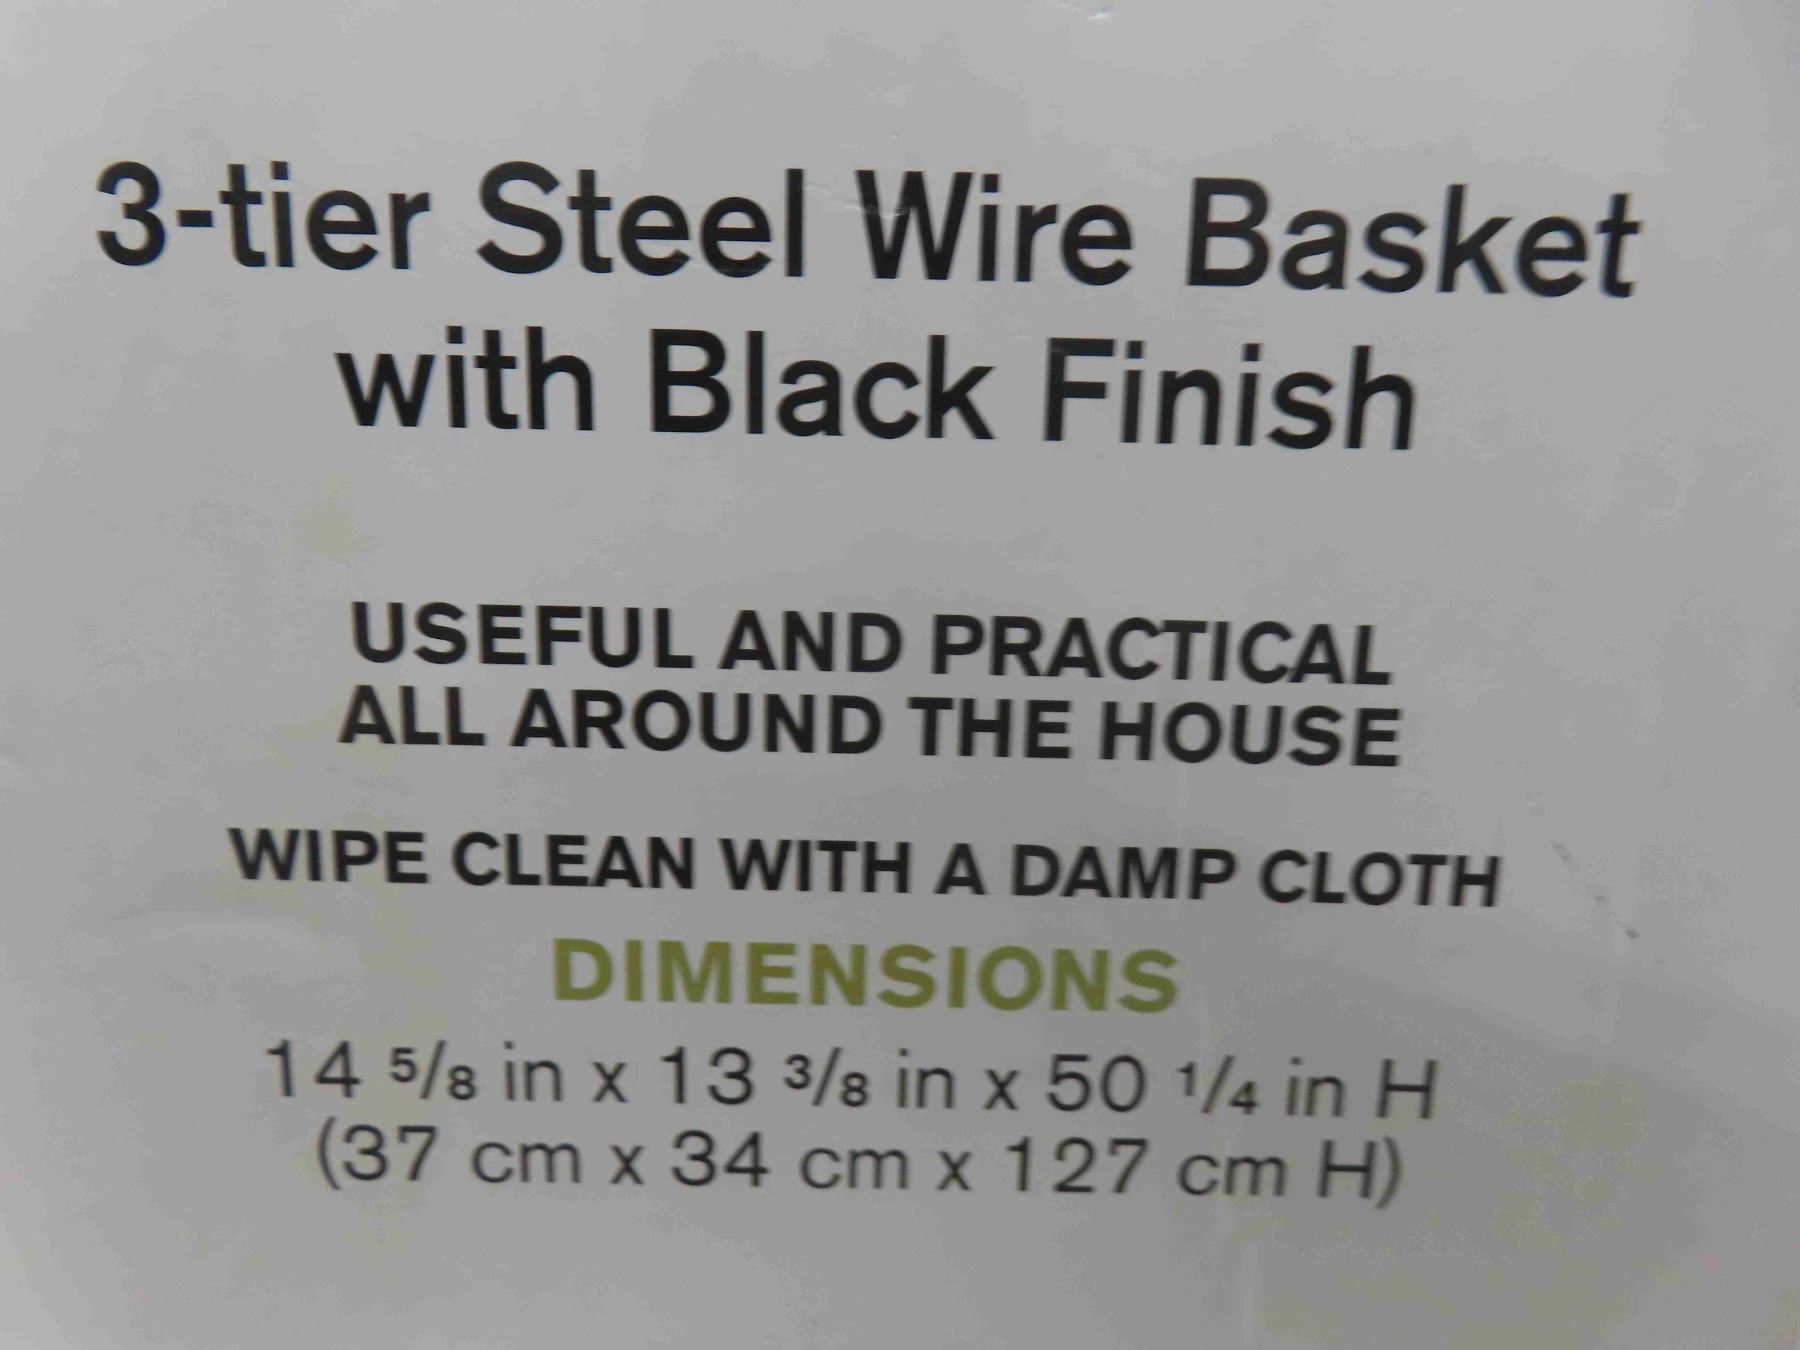 3-tier Steel Wire Basket
with Black Finish
USEFUL AND PRACTICAL
ALL AROUND THE HOUSE
WIPE CLEAN WITH A DAMP CLOTH
DIMENSIONS
14 5/8 in x 13 3/8 in x 50 1/4 in H
(37 cm x 34 cm x 127 cm H)